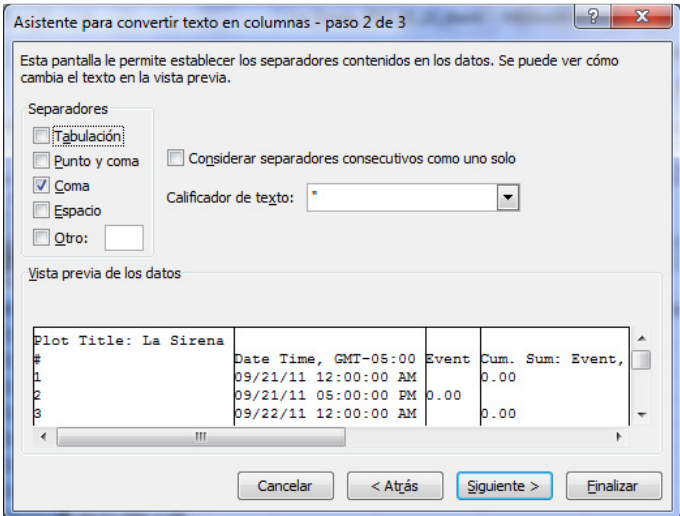 Asistente para convertir texto en columnas - paso 2 de 3
Esta pantalla le permite establecer los separadores contenidos en los datos. Se puede ver cómo
cambia el texto en la vista previa.
Separadores
Tabulación
Punto y coma
Coma
Espacio
Otro:
Considerar separadores consecutivos como uno solo
Calificador de texto: "
Vista previa de los datos
Plot Title: La Sirena
# Date Time, GMT-05:00 Event Cum. Sum: Event,
1 09/21/11 12:00:00 AM 0.00
2 09/21/11 05:00:00 PM 0.00
3 09/22/11 12:00:00 AM 0.00
Cancelar < Atrás Siguiente > Finalizar